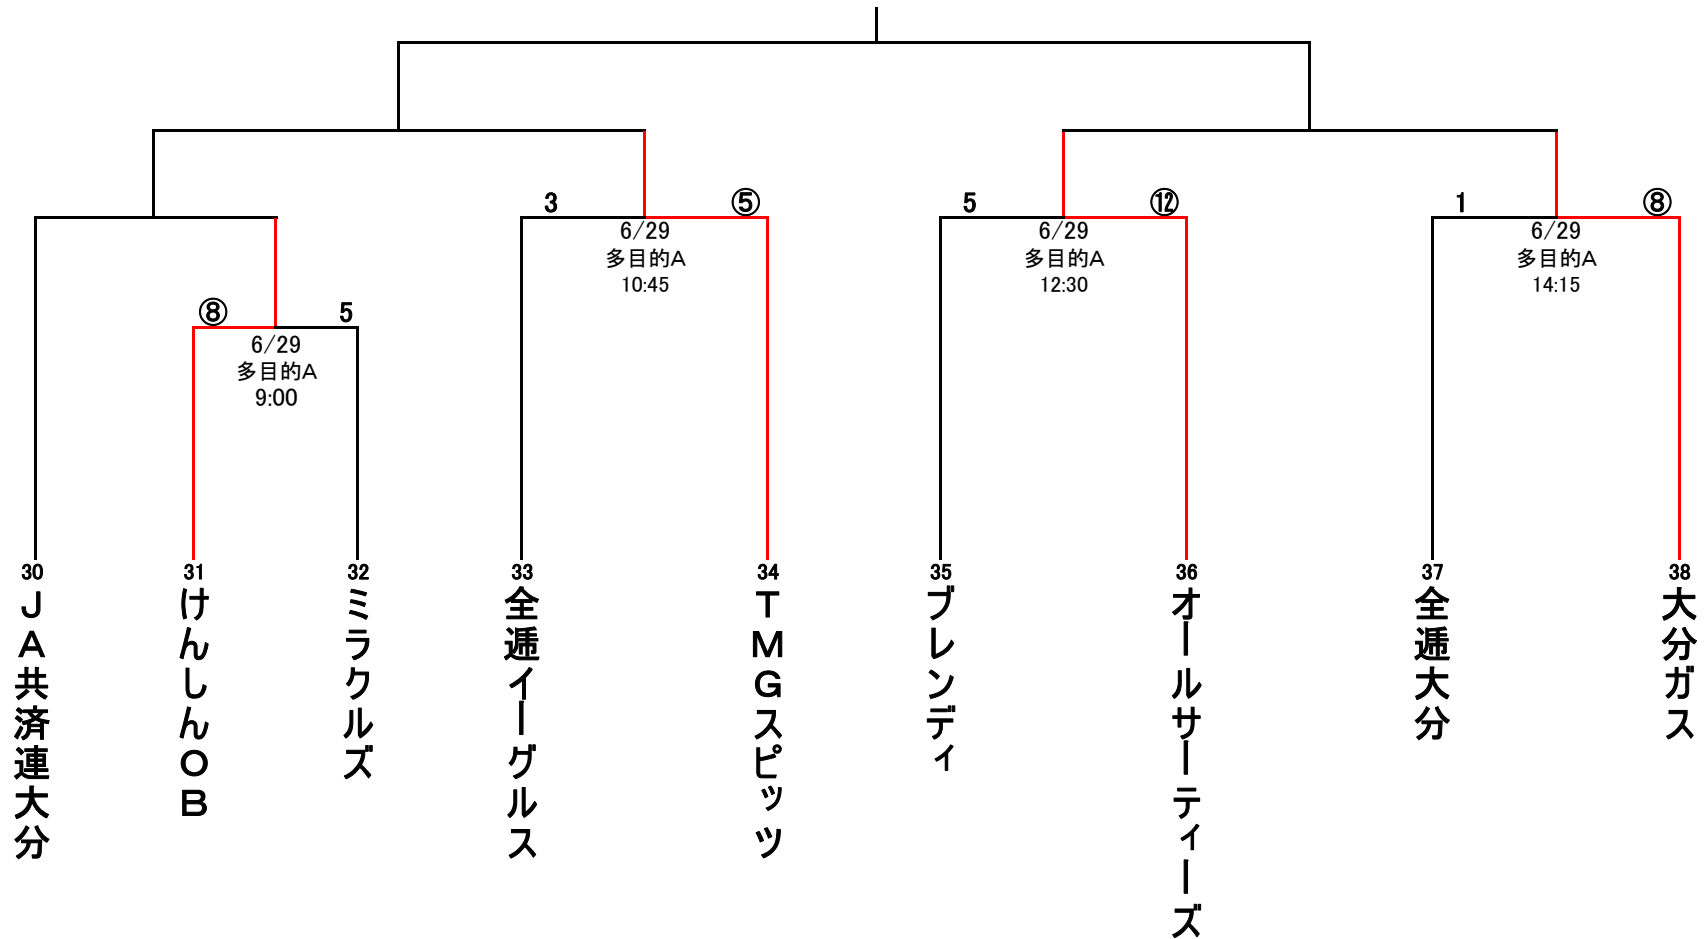 3
⑤
6/29
多目的A
10:45
5
⑫
6/29
多目的A
12:30
1
⑧
6/29
多目的A
14:15
⑧
5
6/29
多目的A
9:00
30
ＪＡ共済連大分
31
けんしんＯＢ
32
ミラクルズ
33
全逓イーグルス
34
ＴＭＧスピッツ
35
ブレンディ
36
オールサーティーズ
37
全逓大分
38
大分ガス